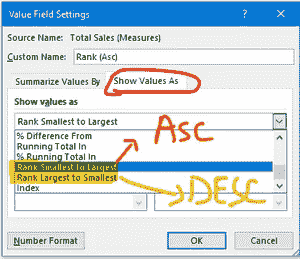 Value Field Settings
?
×
Source Name: Total Sales (Measures)
Custom Name: Rank (Asc)
Summarize Values By
Show Values As
Show values as
Rank Smallest to Largest
% Difference From
Running Total In
% Running Total In
Rank Smallest to Largest
Rank Largest to Smallest
Index
Asc
DESC
Number Format
OK
Cancel